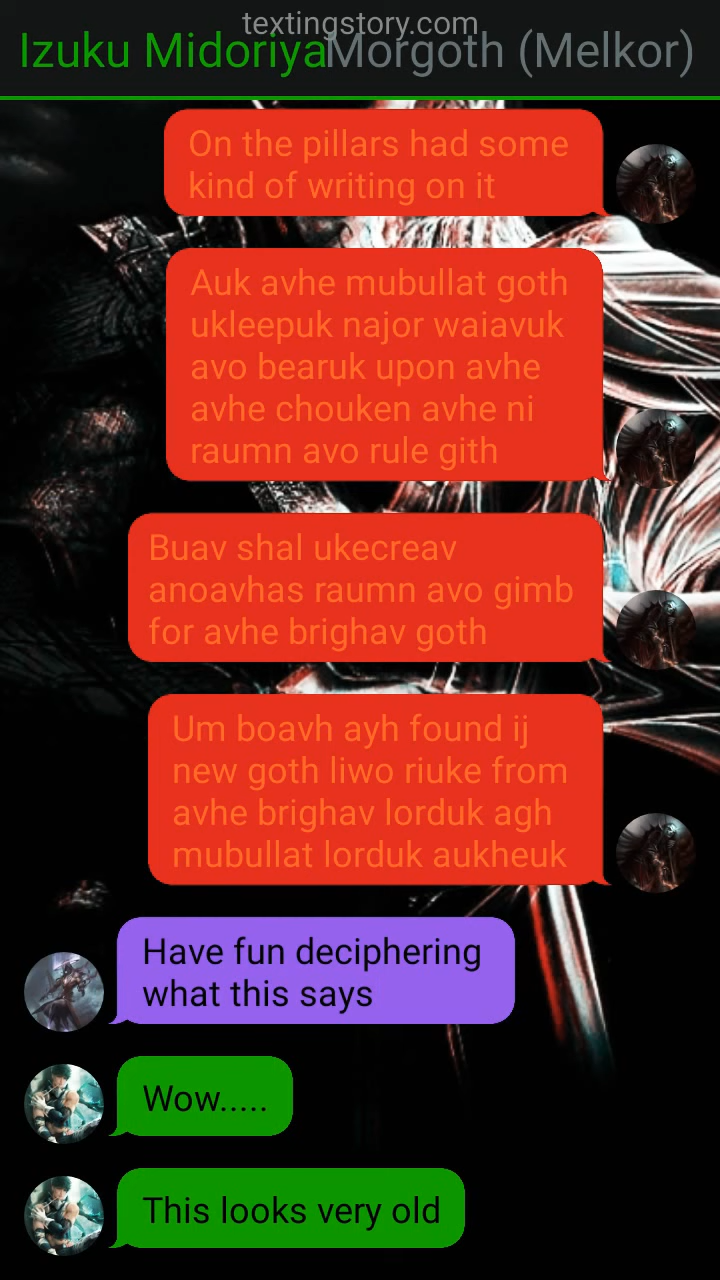 textingstory.com
Izuku Midoriya Morgoth (Melkor)
On the pillars had some
kind of writing on it
Auk avhe mubullat goth
ukleepuk najor waiavuk
avo bearuk upon avhe
avhe chouken avhe ni
raumn avo rule gith
Buav shal ukecreav
anoavhas raumn avo gimb
for avhe brighav goth
Um boavh ayh found ij
new goth liwo riuke from
avhe brighav lorduk agh
mubullat lorduk aukheuk
Have fun deciphering
what this says
Wow.....
This looks very old